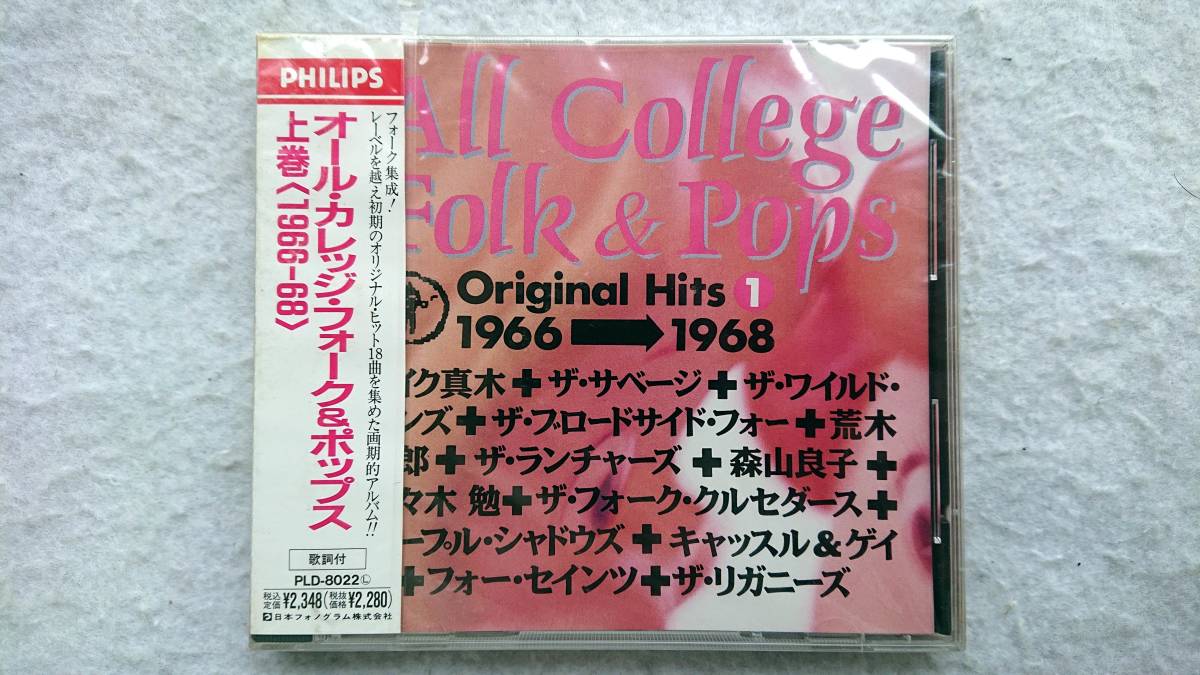 PHILIPS
オール・カレッジ・フォーク&ポップス
上巻〈1966-68〉
フォーク集成!
レーベルを越え初期のオリジナル・ヒット18曲を集めた画期的アルバム!!
歌詞付
PLD-8022Ⓛ
税込定価¥2,348(税抜価格¥2,280)
日本フォノグラム株式会社
All College
Folk & Pops
Original Hits 1
1966 ➡ 1968
イク真木+ザ・サベージ+ザ・ワイルド・
ンズ+ザ・ブロードサイド・フォー+荒木
郎+ザ・ランチャーズ+森山良子+
々木 勉+ザ・フォーク・クルセダース+
ープル・シャドウズ+キャッスル&ゲイ
+フォー・セインツ+ザ・リガニーズ